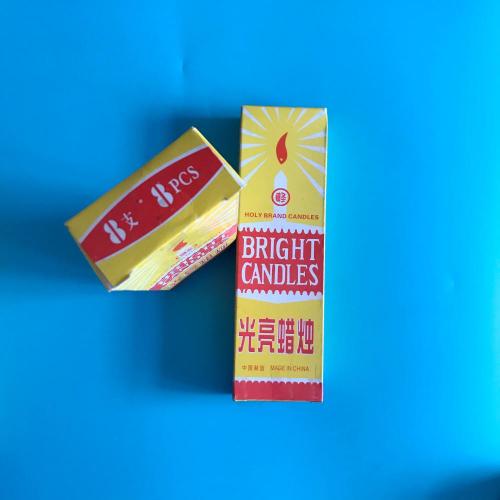 8支·8PCS
HOLY BRAND CANDLES
BRIGHT
CANDLES
光亮蜡烛
中国制造 MADE IN CHINA